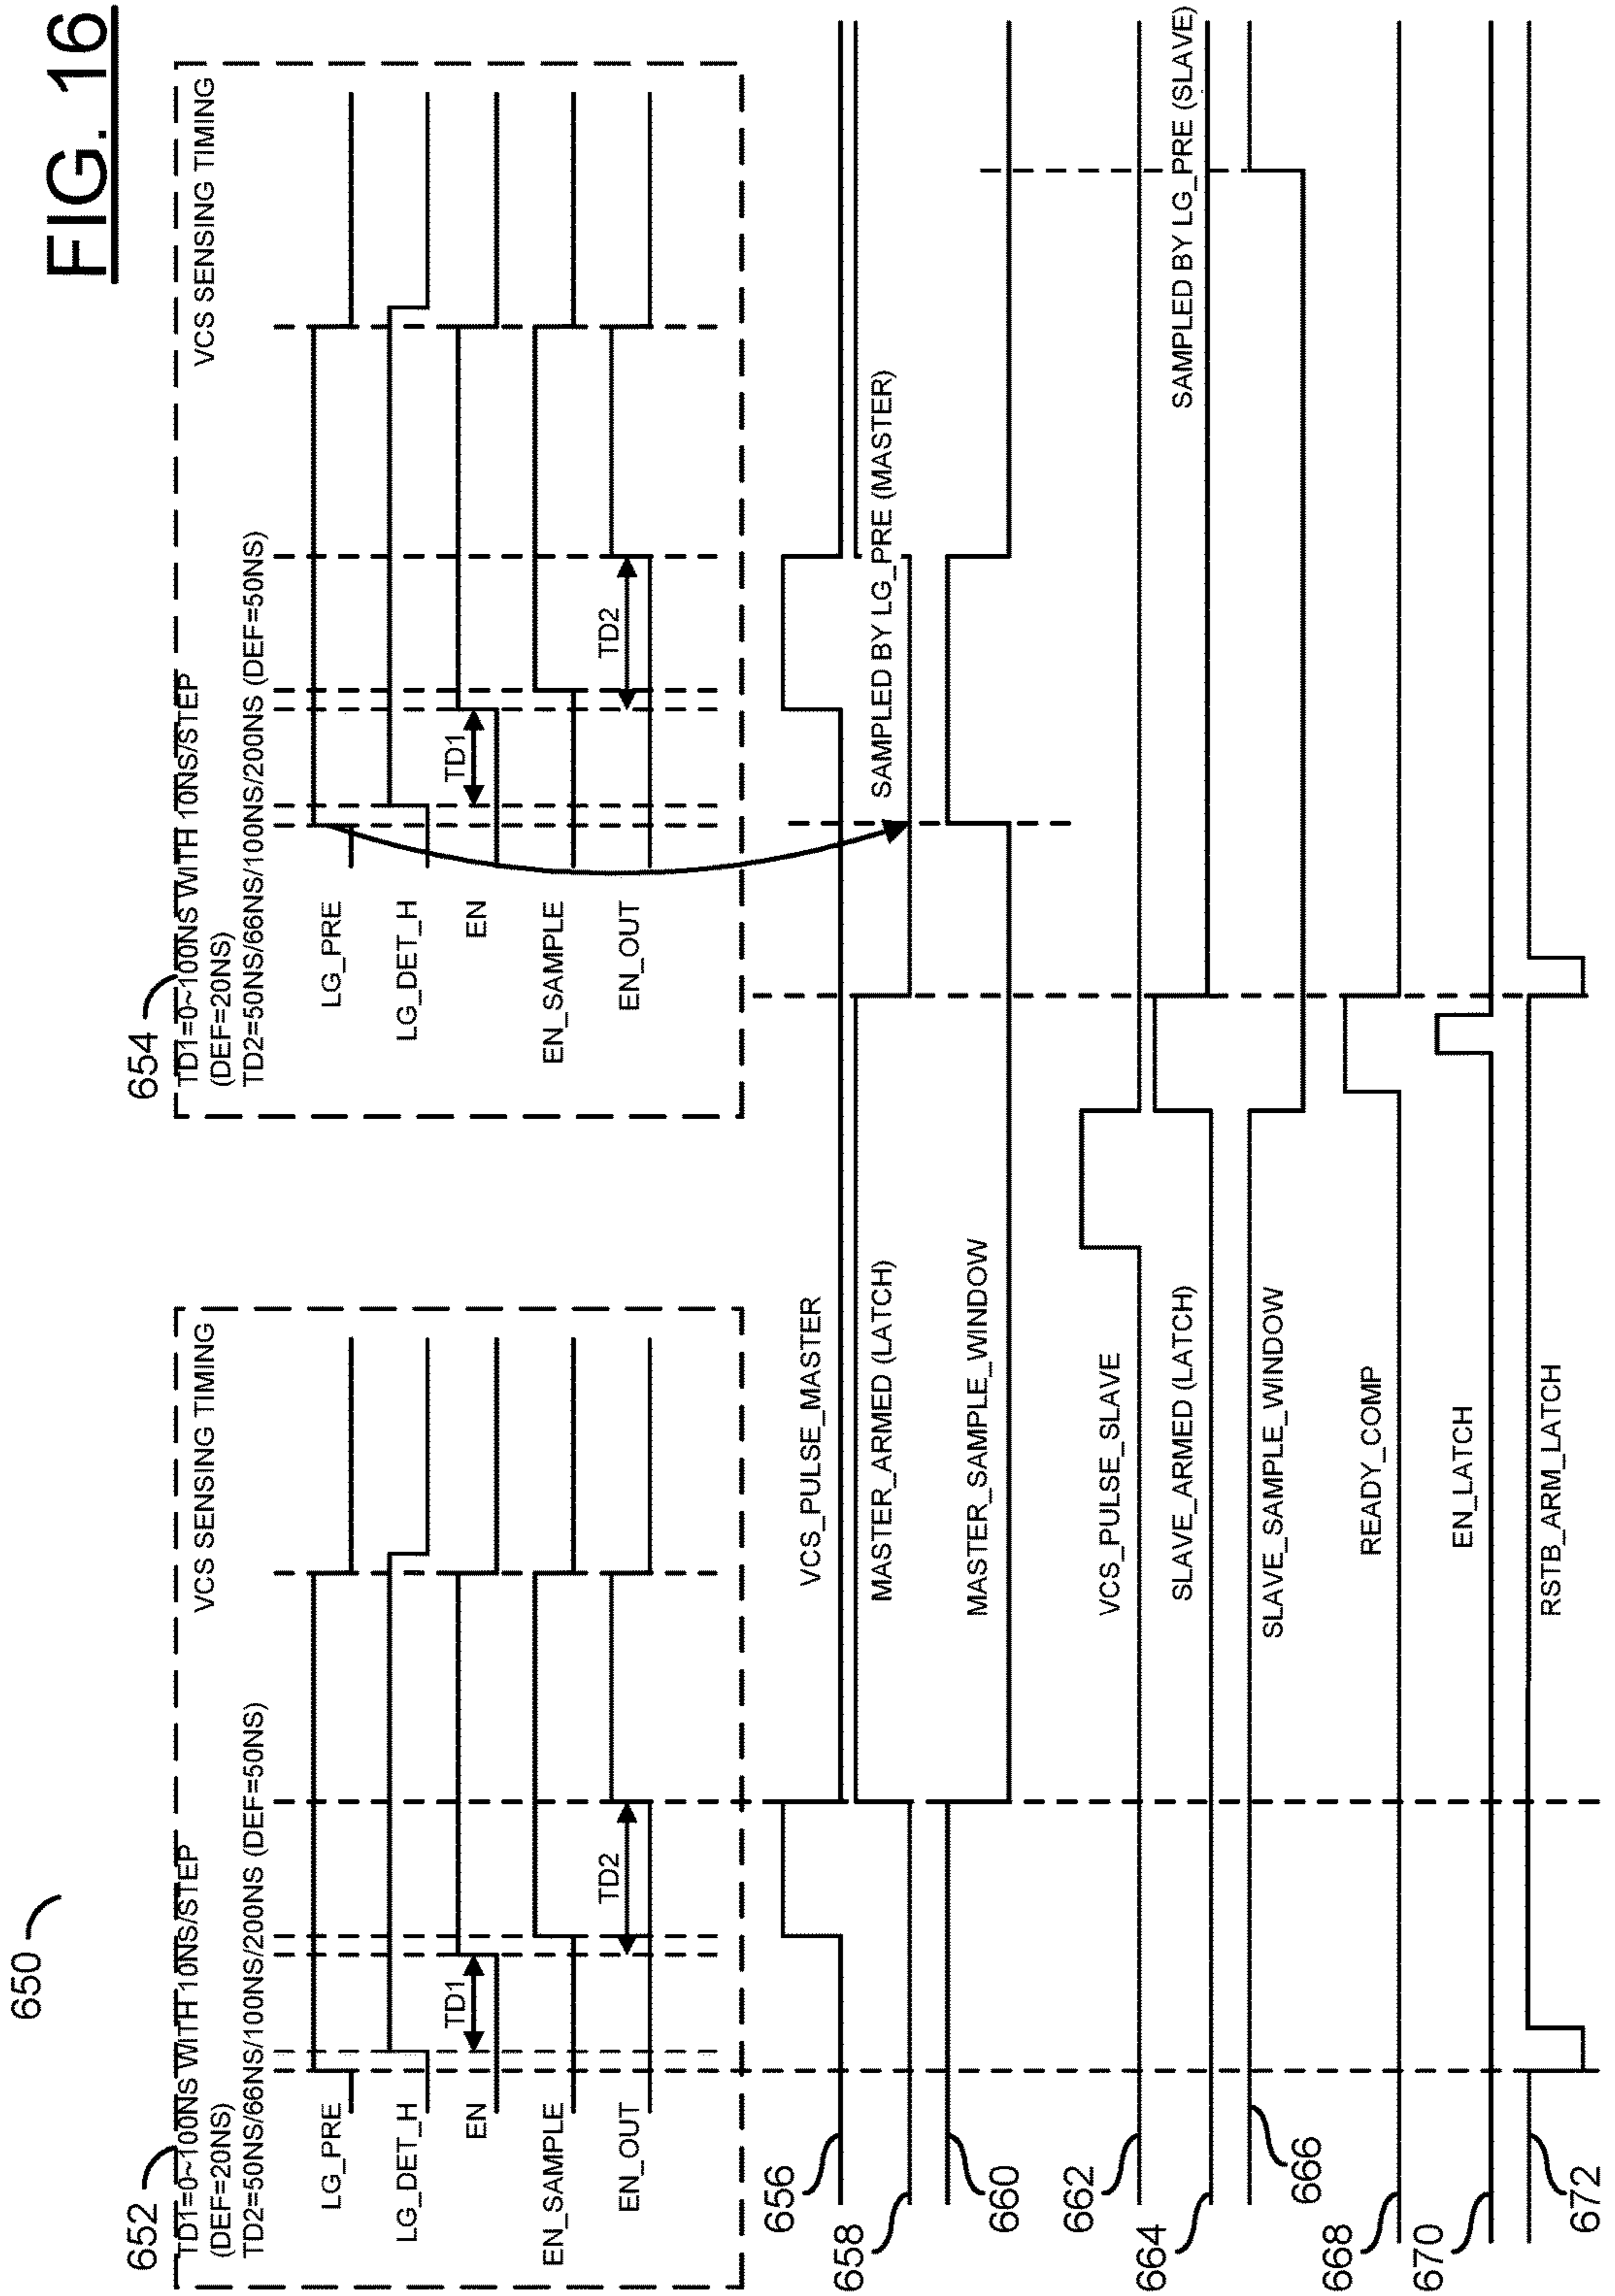 FIG. 16
650
652
TD1=0~100NS WITH 10NS/STEP
(DEF=20NS)
TD2=50NS/66NS/100NS/200NS (DEF=50NS)
VCS SENSING TIMING
LG_PRE
LG_DET_H
EN
TD1
EN_SAMPLE
EN_OUT
TD2
654
TD1=0~100NS WITH 10NS/STEP
(DEF=20NS)
TD2=50NS/66NS/100NS/200NS (DEF=50NS)
VCS SENSING TIMING
LG_PRE
LG_DET_H
EN
TD1
EN_SAMPLE
EN_OUT
TD2
656
VCS_PULSE_MASTER
658
MASTER_ARMED (LATCH)
SAMPLED BY LG_PRE (MASTER)
660
MASTER_SAMPLE_WINDOW
662
VCS_PULSE_SLAVE
664
SLAVE_ARMED (LATCH)
SAMPLED BY LG_PRE (SLAVE)
666
SLAVE_SAMPLE_WINDOW
668
READY_COMP
670
EN_LATCH
672
RSTB_ARM_LATCH